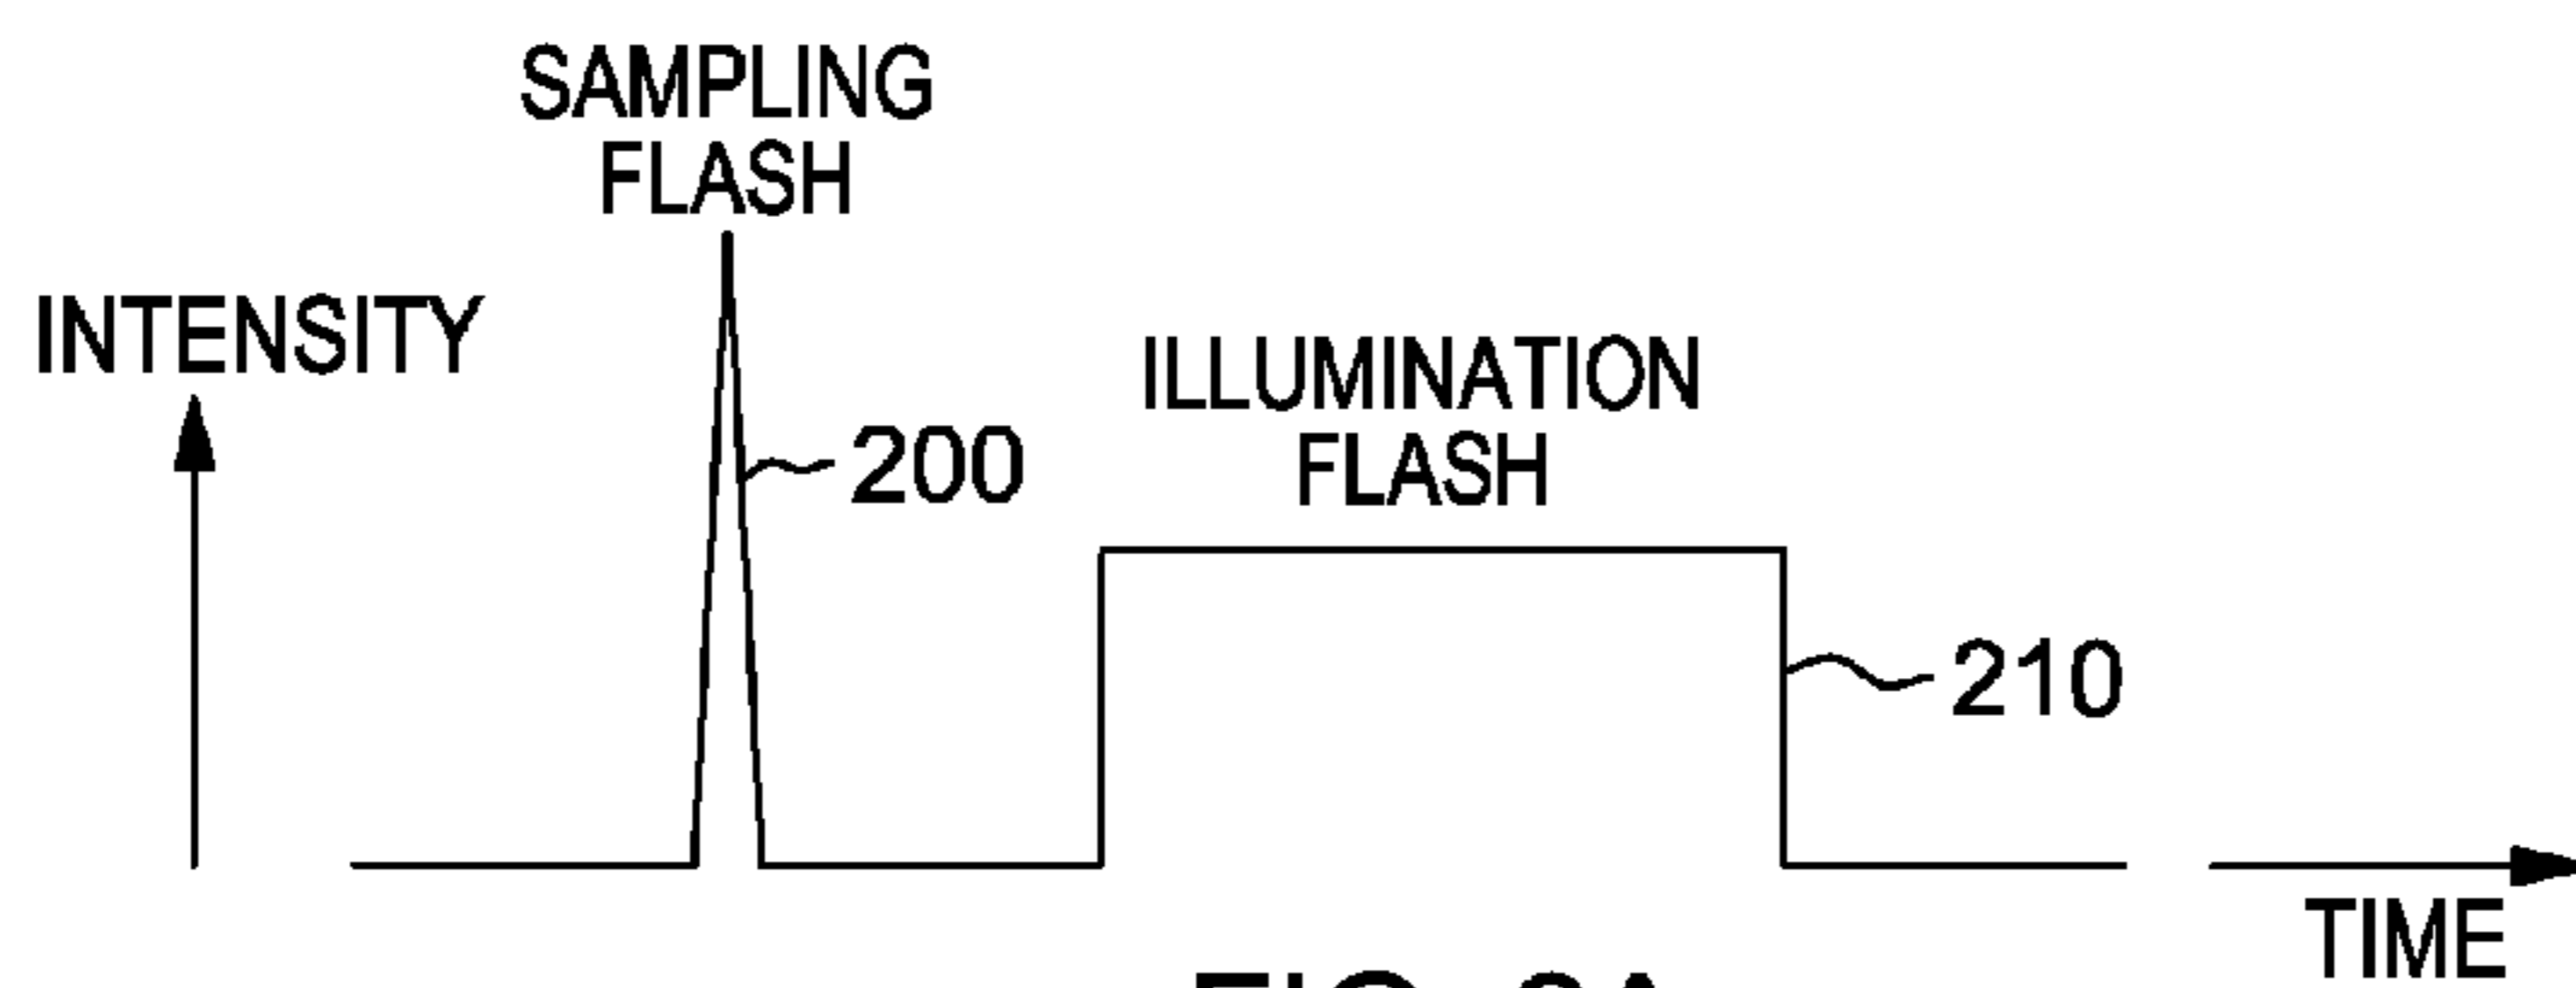 SAMPLING
FLASH
INTENSITY
200
ILLUMINATION
FLASH
210
TIME